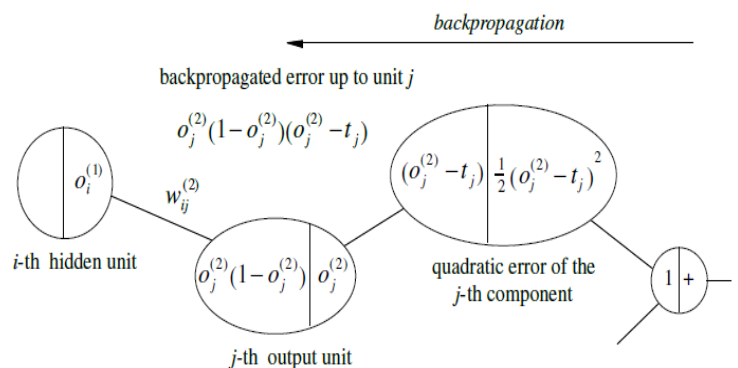 backpropagation
backpropagated error up to unit j
o_j^{(2)}(1−o_j^{(2)})(o_j^{(2)} −t_j)
o_i^{(1)}
w_{ij}^{(2)}
i-th hidden unit
(o_j^{(2)} −t_j) ½(o_j^{(2)} −t_j)^2
o_j^{(2)}(1−o_j^{(2)}) o_j^{(2)}
quadratic error of the
j-th component
1 +
j-th output unit